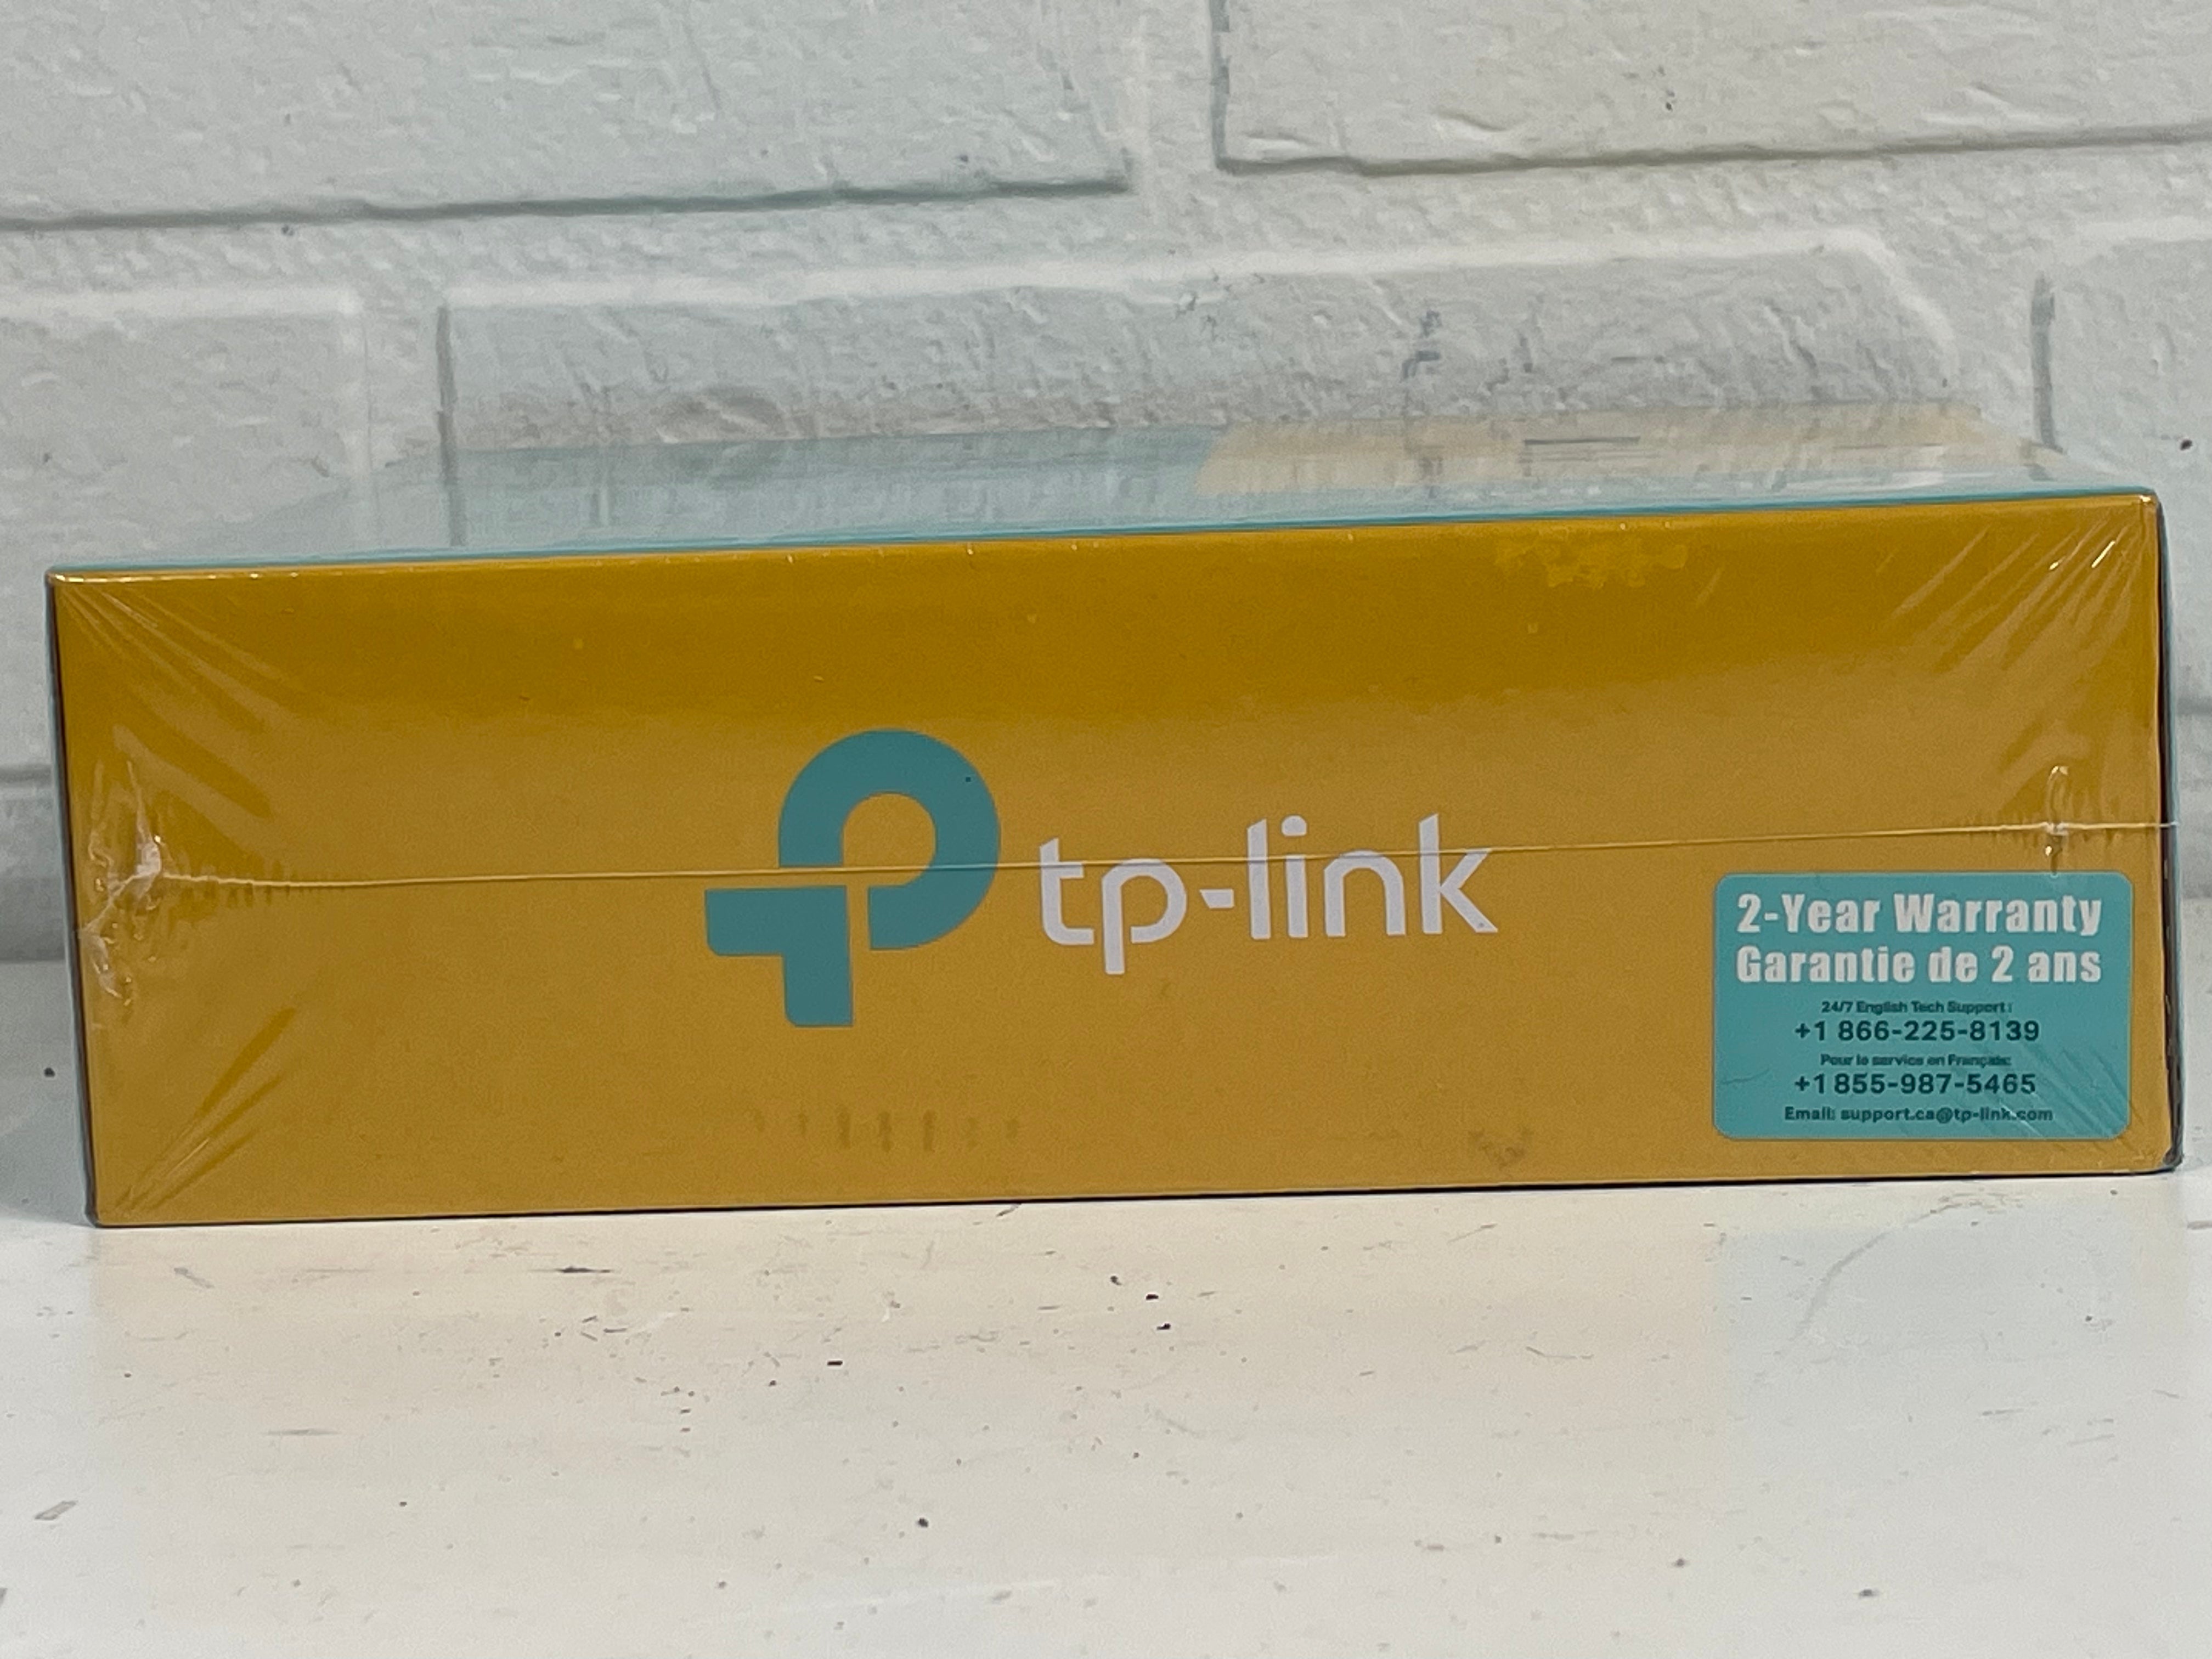 tp-link
2-Year Warranty
Garantie de 2 ans
24/7 English Tech Support:
+1 866-225-8139
Pour le service en Français:
+1 855-987-5465
Email: support.ca@tp-link.com